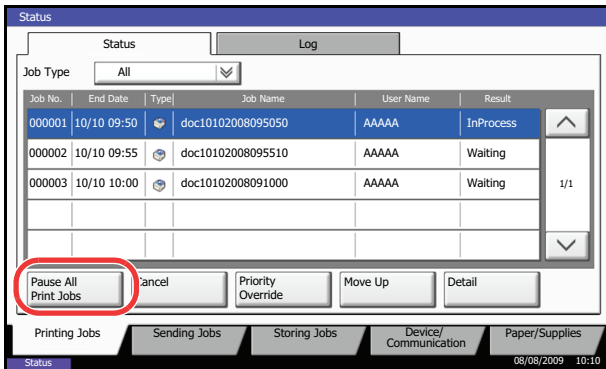 Status
Status Log
Job Type All
Job No. End Date Type Job Name User Name Result
000001 10/10 09:50 doc10102008095050 AAAAA InProcess
000002 10/10 09:55 doc10102008095510 AAAAA Waiting
000003 10/10 10:00 doc10102008091000 AAAAA Waiting
1/1
Pause All
Print Jobs
Cancel
Priority
Override
Move Up
Detail
Printing Jobs
Sending Jobs
Storing Jobs
Device/
Communication
Paper/Supplies
Status 08/08/2009 10:10